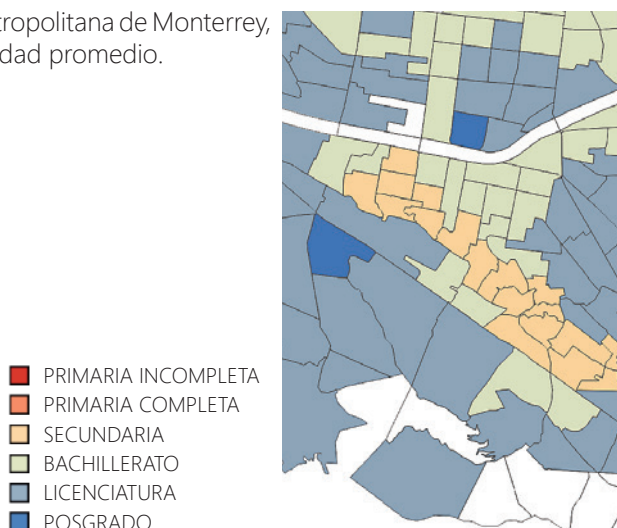 tropolitana de Monterrey,
dad promedio.
PRIMARIA INCOMPLETA
PRIMARIA COMPLETA
SECUNDARIA
BACHILLERATO
LICENCIATURA
POSGRADO